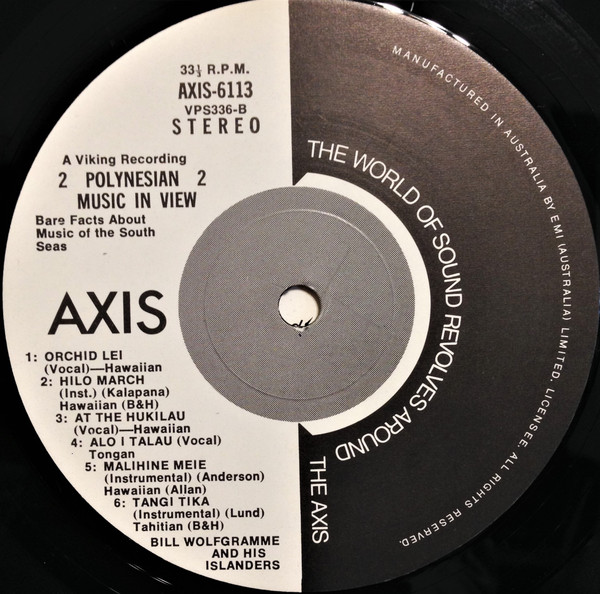 33⅓ R.P.M.
AXIS-6113
VPS336-B
STEREO
A Viking Recording
2 POLYNESIAN 2
MUSIC IN VIEW
Bare Facts About
Music of the South
Seas
AXIS
1: ORCHID LEI
(Vocal)—Hawaiian
2: HILO MARCH
(Inst.) (Kalapana)
Hawaiian (B&H)
3: AT THE HUKILAU
(Vocal)—Hawaiian
4: ALO I TALAU (Vocal)
Tongan
5: MALIHINE MEIE
(Instrumental) (Anderson)
Hawaiian (Allan)
6: TANGI TIKA
(Instrumental) (Lund)
Tahitian (B&H)
BILL WOLFGRAMME
AND HIS
ISLANDERS
THE WORLD OF SOUND REVOLVES AROUND
THE AXIS
MANUFACTURED IN AUSTRALIA BY EMI (AUSTRALIA) LIMITED. LICENSEE. ALL RIGHTS RESERVED.